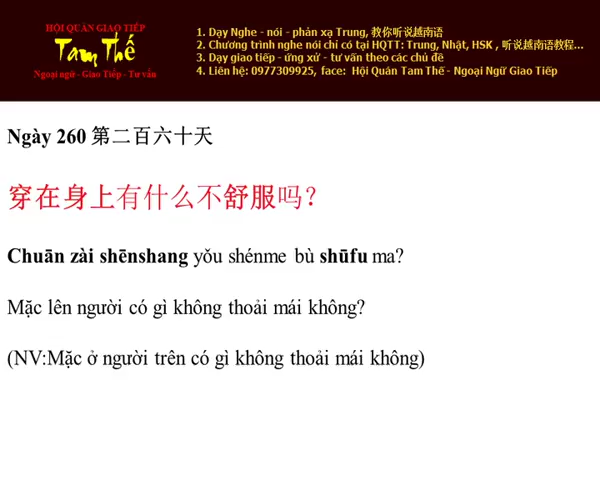 HỘI QUÁN GIAO TIẾP
Tam Thế
Ngoại ngữ - Giao Tiếp - Tư vấn
1. Dạy Nghe - nói - phản xạ Trung, 教你听说越南语
2. Chương trình nghe nói chỉ có tại HQTT: Trung, Nhật, HSK , 听说越南语教程...
3. Dạy giao tiếp - ứng xử - tư vấn theo các chủ đề
4. Liên hệ: 0977309925, face: Hội Quán Tam Thế - Ngoại Ngữ Giao Tiếp
Ngày 260 第二百六十天
穿在身上有什么不舒服吗?
Chuān zài shēnshang yǒu shénme bù shūfu ma?
Mặc lên người có gì không thoải mái không?
(NV:Mặc ở người trên có gì không thoải mái không)